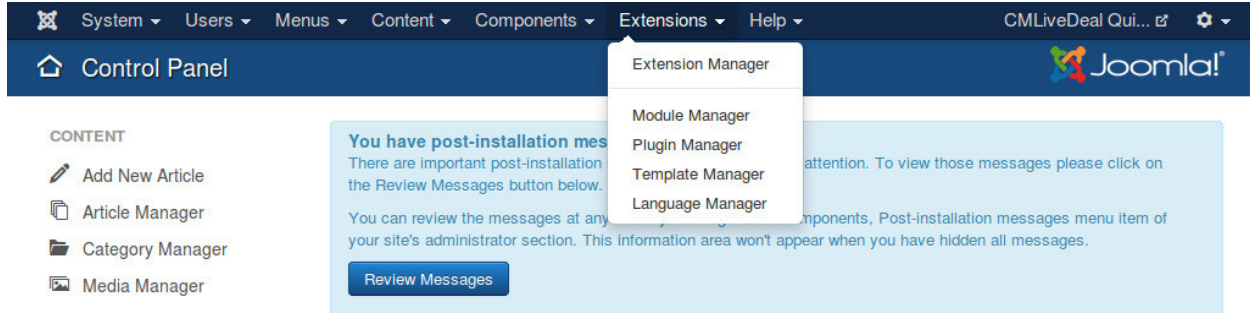 System Users Menus Content Components Extensions Help CMLiveDeal Qui...
Control Panel
Joomla!®
Extension Manager
Module Manager
Plugin Manager
Template Manager
Language Manager
CONTENT
Add New Article
Article Manager
Category Manager
Media Manager
You have post-installation mes
There are important post-installation attention. To view those messages please click on
the Review Messages button below.
You can review the messages at any mponents, Post-installation messages menu item of
your site's administrator section. This information area won't appear when you have hidden all messages.
Review Messages